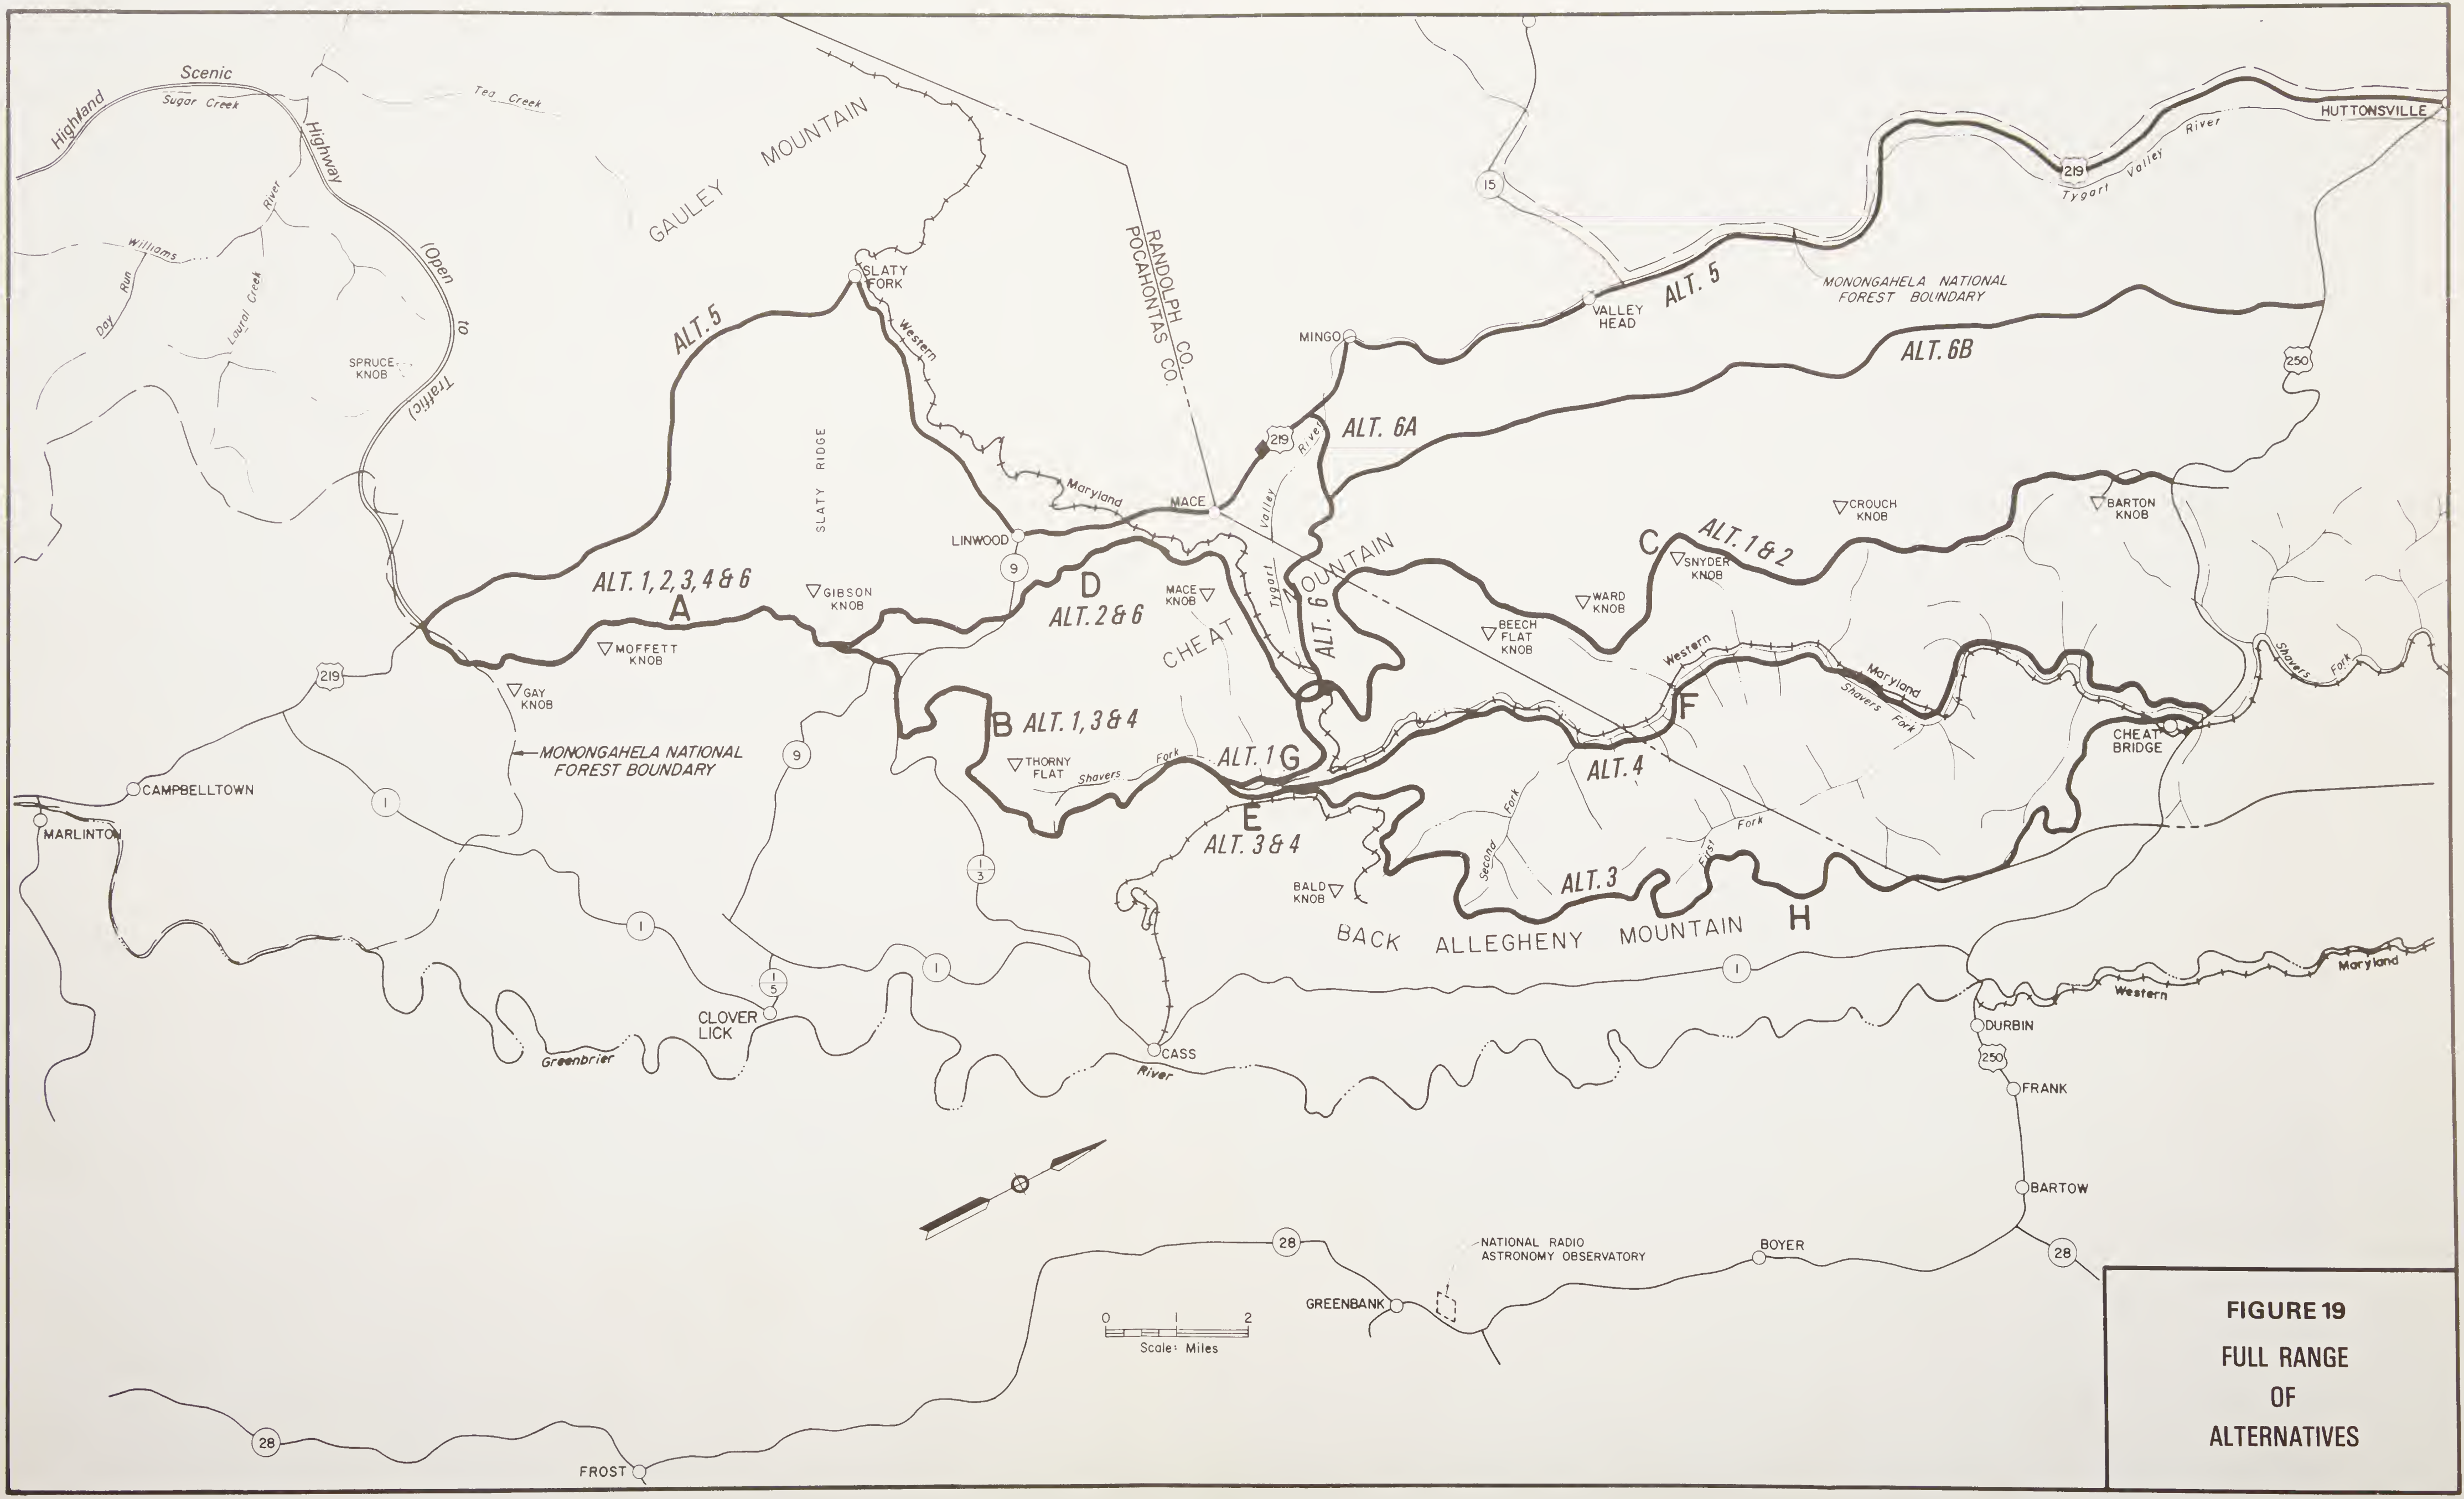 Highland
Scenic
Highway
(Open
to
Traffic)
Sugar Creek
Tea Creek
River
Williams
Day Run
Laural Creek
SPRUCE
KNOB
GAULEY MOUNTAIN
SLATY
FORK
Western
Maryland
ALT. 5
SLATY RIDGE
RANDOLPH CO.
POCAHONTAS CO.
15
MINGO
VALLEY
HEAD
ALT. 5
MONONGAHELA NATIONAL
FOREST BOUNDARY
219
Tygart Valley River
HUTTONSVILLE
250
ALT. 6B
ALT. 6A
219
Tygart Valley River
MACE
LINWOOD
9
ALT. 1,2,3,4 & 6
A
GIBSON
KNOB
MOFFETT
KNOB
GAY
KNOB
219
D
ALT. 2 & 6
MACE
KNOB
CHEAT MOUNTAIN
ALT. 6
C
ALT. 1 & 2
SNYDER
KNOB
CROUCH
KNOB
BARTON
KNOB
WARD
KNOB
BEECH
FLAT
KNOB
B ALT. 1, 3 & 4
THORNY
FLAT
Shavers Fork
ALT. 1 G
E
ALT. 3 & 4
Western
Maryland
Shavers Fork
F
ALT. 4
Shavers Fork
CHEAT
BRIDGE
MONONGAHELA NATIONAL
FOREST BOUNDARY
9
CAMPBELLTOWN
MARLINTON
1
1
3
BALD
KNOB
Second Fork
First Fork
ALT. 3
H
BACK ALLEGHENY MOUNTAIN
1
1
5
1
1
CLOVER
LICK
Greenbrier
River
CASS
Western
Maryland
DURBIN
250
FRANK
BARTOW
28
28
NATIONAL RADIO
ASTRONOMY OBSERVATORY
BOYER
GREENBANK
0 1 2
Scale: Miles
28
FROST
FIGURE 19
FULL RANGE
OF
ALTERNATIVES